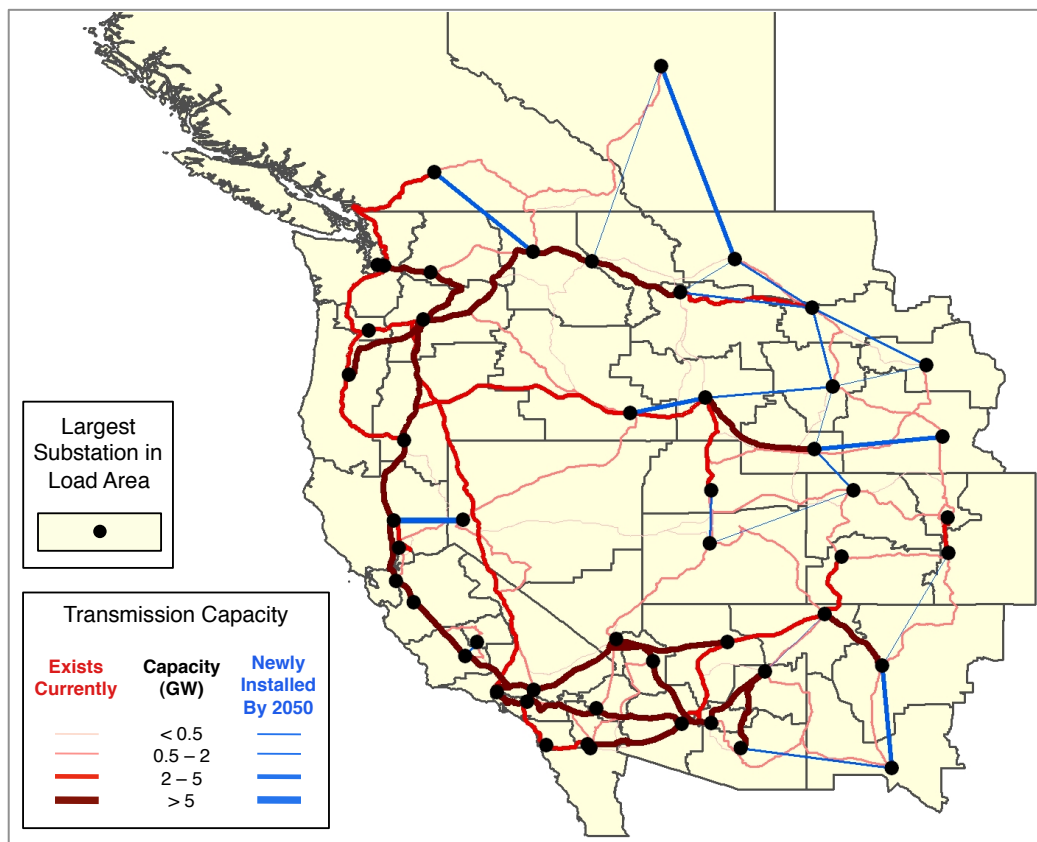 Largest
Substation in
Load Area
Transmission Capacity
Exists
Currently
Capacity
(GW)
Newly
Installed
By 2050
< 0.5
0.5 – 2
2 – 5
> 5